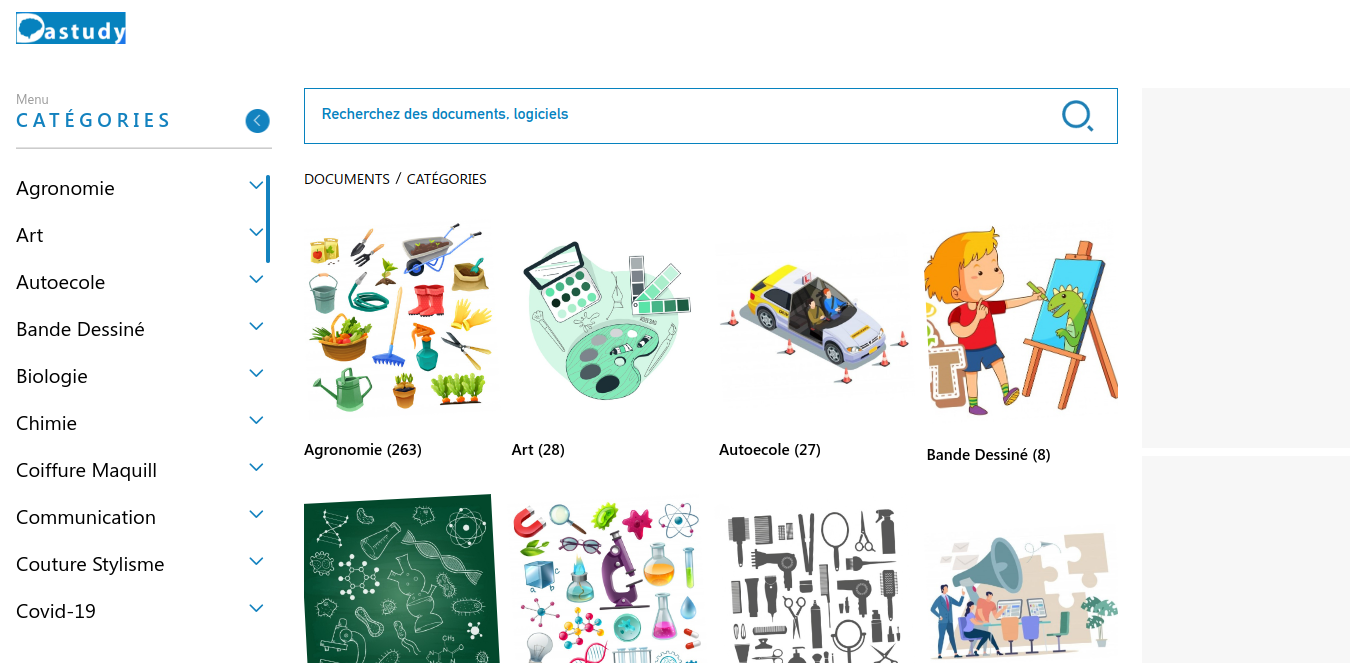 astudy
Menu
CATÉGORIES
Recherchez des documents, logiciels
DOCUMENTS / CATÉGORIES
Agronomie
Art
Autoecole
Bande Dessiné
Biologie
Chimie
Coiffure Maquill
Communication
Couture Stylisme
Covid-19
L
T
Agronomie (263)
Art (28)
Autoecole (27)
Bande Dessiné (8)
CH3